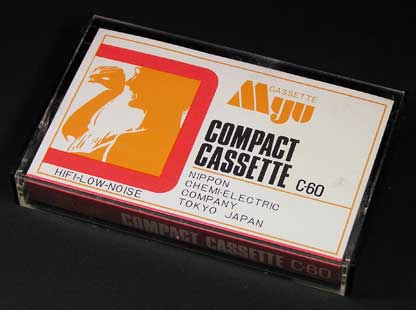 CASSETTE
Myu
COMPACT
CASSETTE C-60
NIPPON
CHEMI-ELECTRIC
COMPANY
TOKYO JAPAN
HIFI-LOW-NOISE
COMPACT CASSETTE C-60